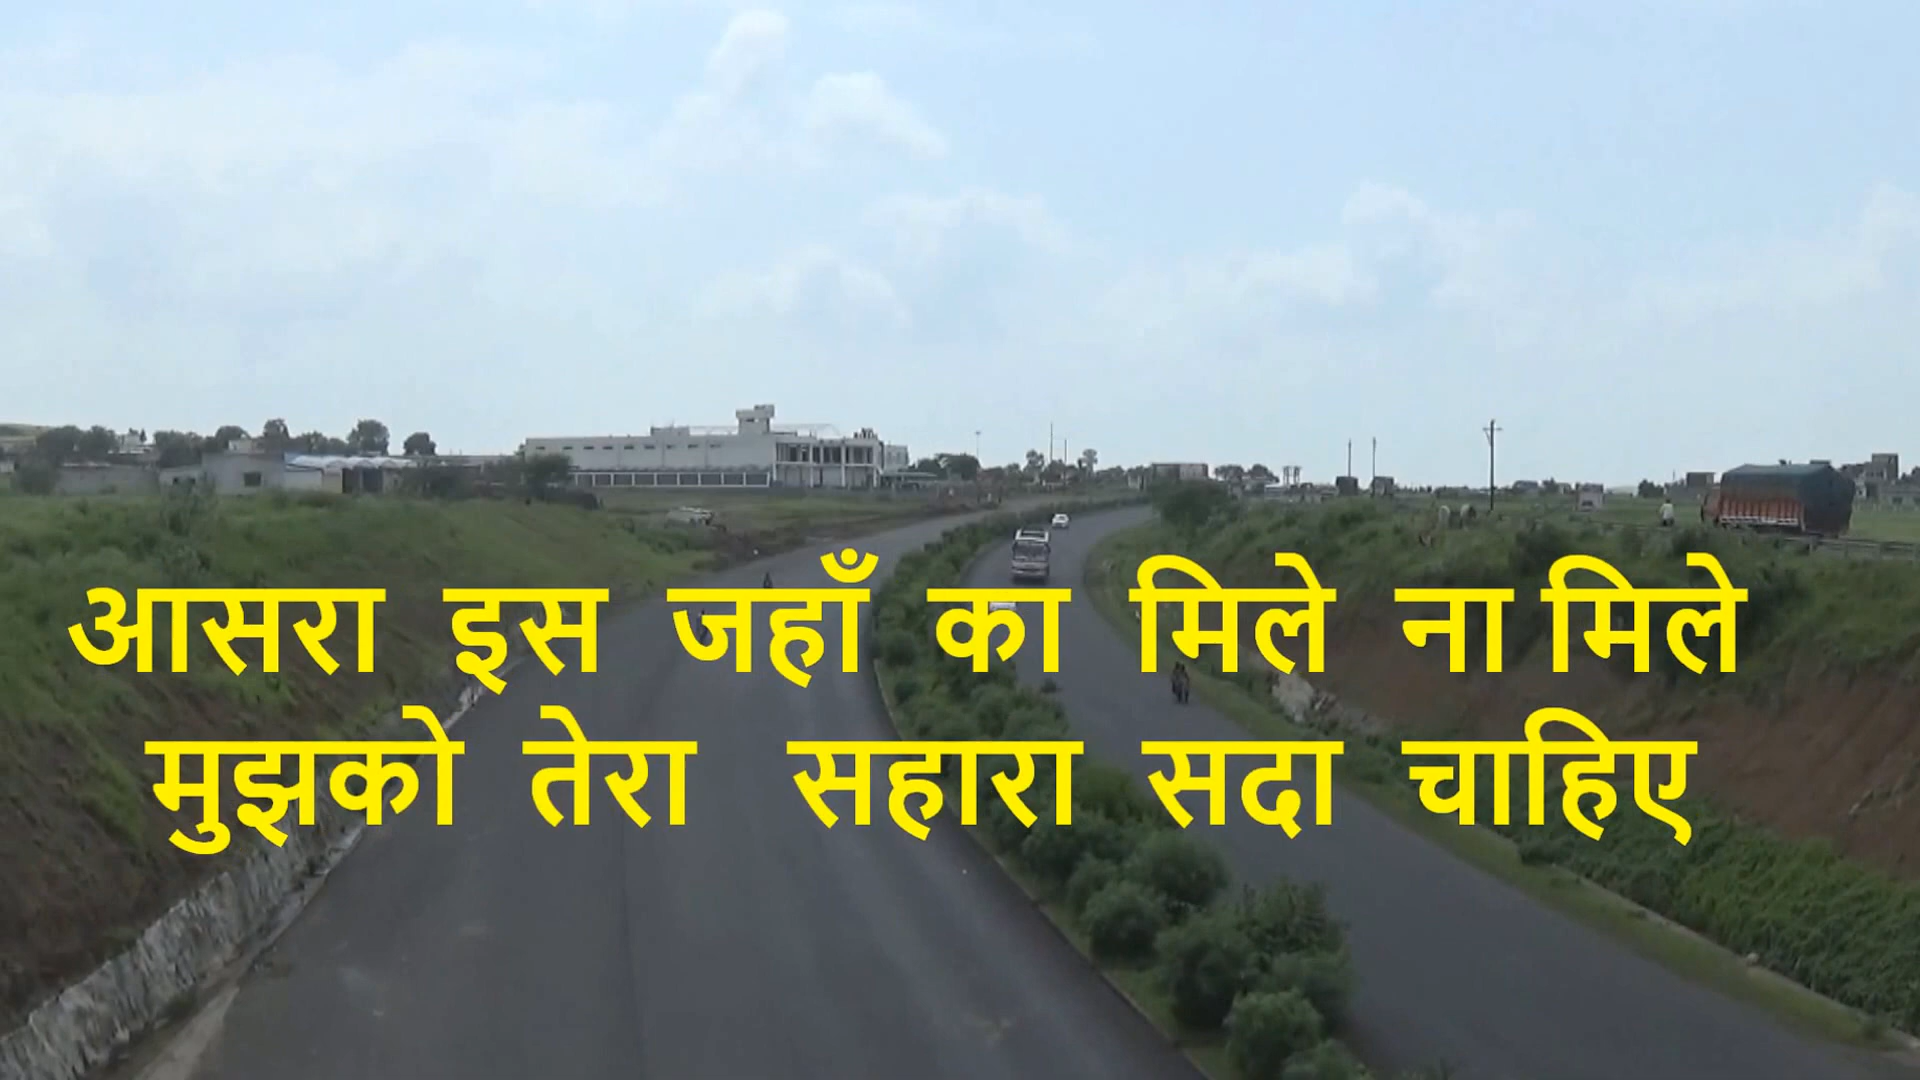 आसरा इस जहाँ का मिले ना मिले
मुझको तेरा सहारा सदा चाहिए